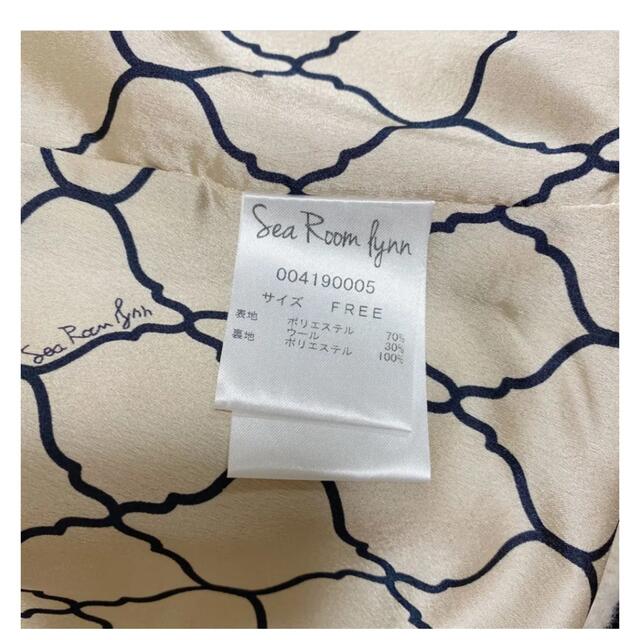 Sea Room lynn
004190005
サイズ FREE
表地 ポリエステル 70%
ウール 30%
裏地 ポリエステル 100%
Sea Room lynn